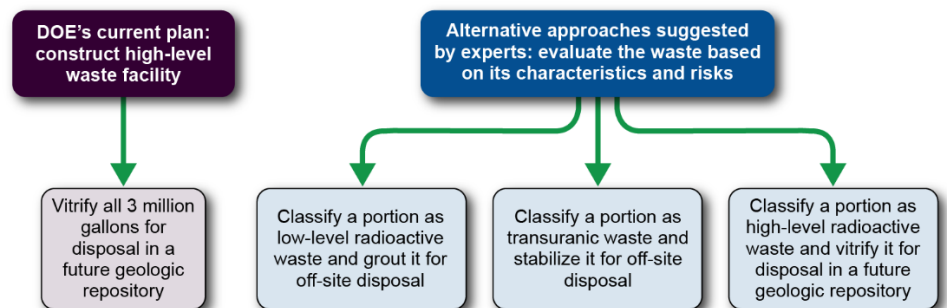 DOE's current plan:
construct high-level
waste facility
Alternative approaches suggested
by experts: evaluate the waste based
on its characteristics and risks
Vitrify all 3 million
gallons for
disposal in a
future geologic
repository
Classify a portion as
low-level radioactive
waste and grout it for
off-site disposal
Classify a portion as
transuranic waste and
stabilize it for off-site
disposal
Classify a portion as
high-level radioactive
waste and vitrify it for
disposal in a future
geologic repository